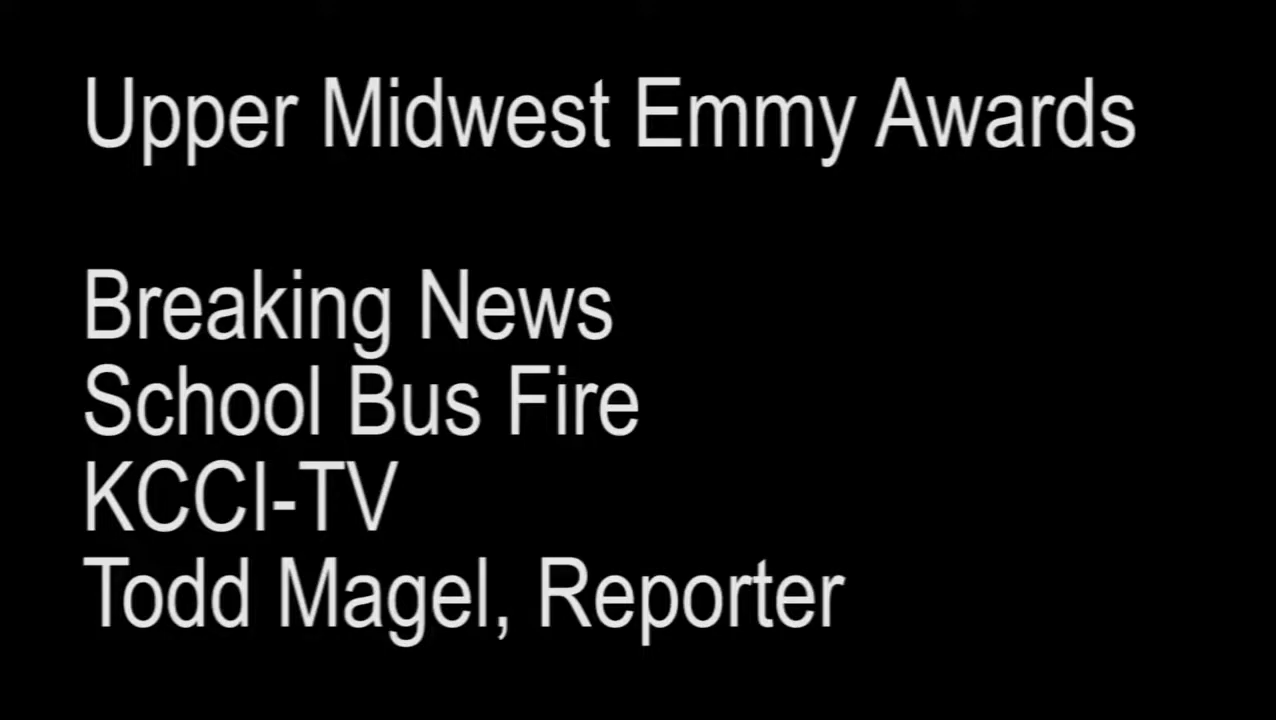 Upper Midwest Emmy Awards
Breaking News
School Bus Fire
KCCI-TV
Todd Magel, Reporter